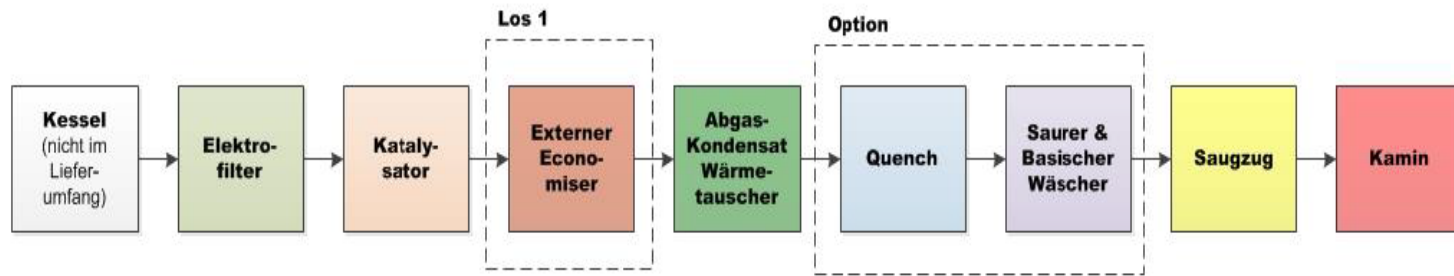 Los 1
Option
Kessel
(nicht im
Liefer-
umfang)
Elektro-
filter
Kataly-
sator
Externer
Econo-
miser
Abgas-
Kondensat
Wärme-
tauscher
Quench
Saurer &
Basischer
Wäscher
Saugzug
Kamin